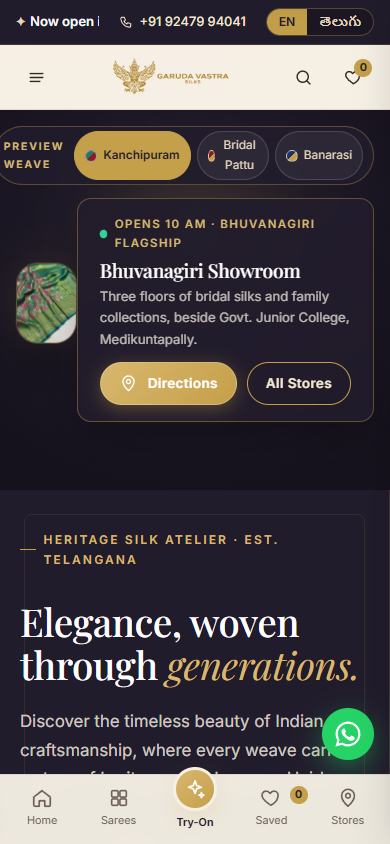 ✦ Now open
+91 92479 94041
EN
తెలుగు
GARUDA VASTRA
SILKS
0
PREVIEW
WEAVE
Kanchipuram
Bridal
Pattu
Banarasi
OPENS 10 AM · BHUVANAGIRI
FLAGSHIP
Bhuvanagiri Showroom
Three floors of bridal silks and family
collections, beside Govt. Junior College,
Medikuntapally.
Directions
All Stores
HERITAGE SILK ATELIER · EST.
TELANGANA
Elegance, woven
through generations.
Discover the timeless beauty of Indian
craftsmanship, where every weave can
Home
Sarees
Try-On
Saved
0
Stores